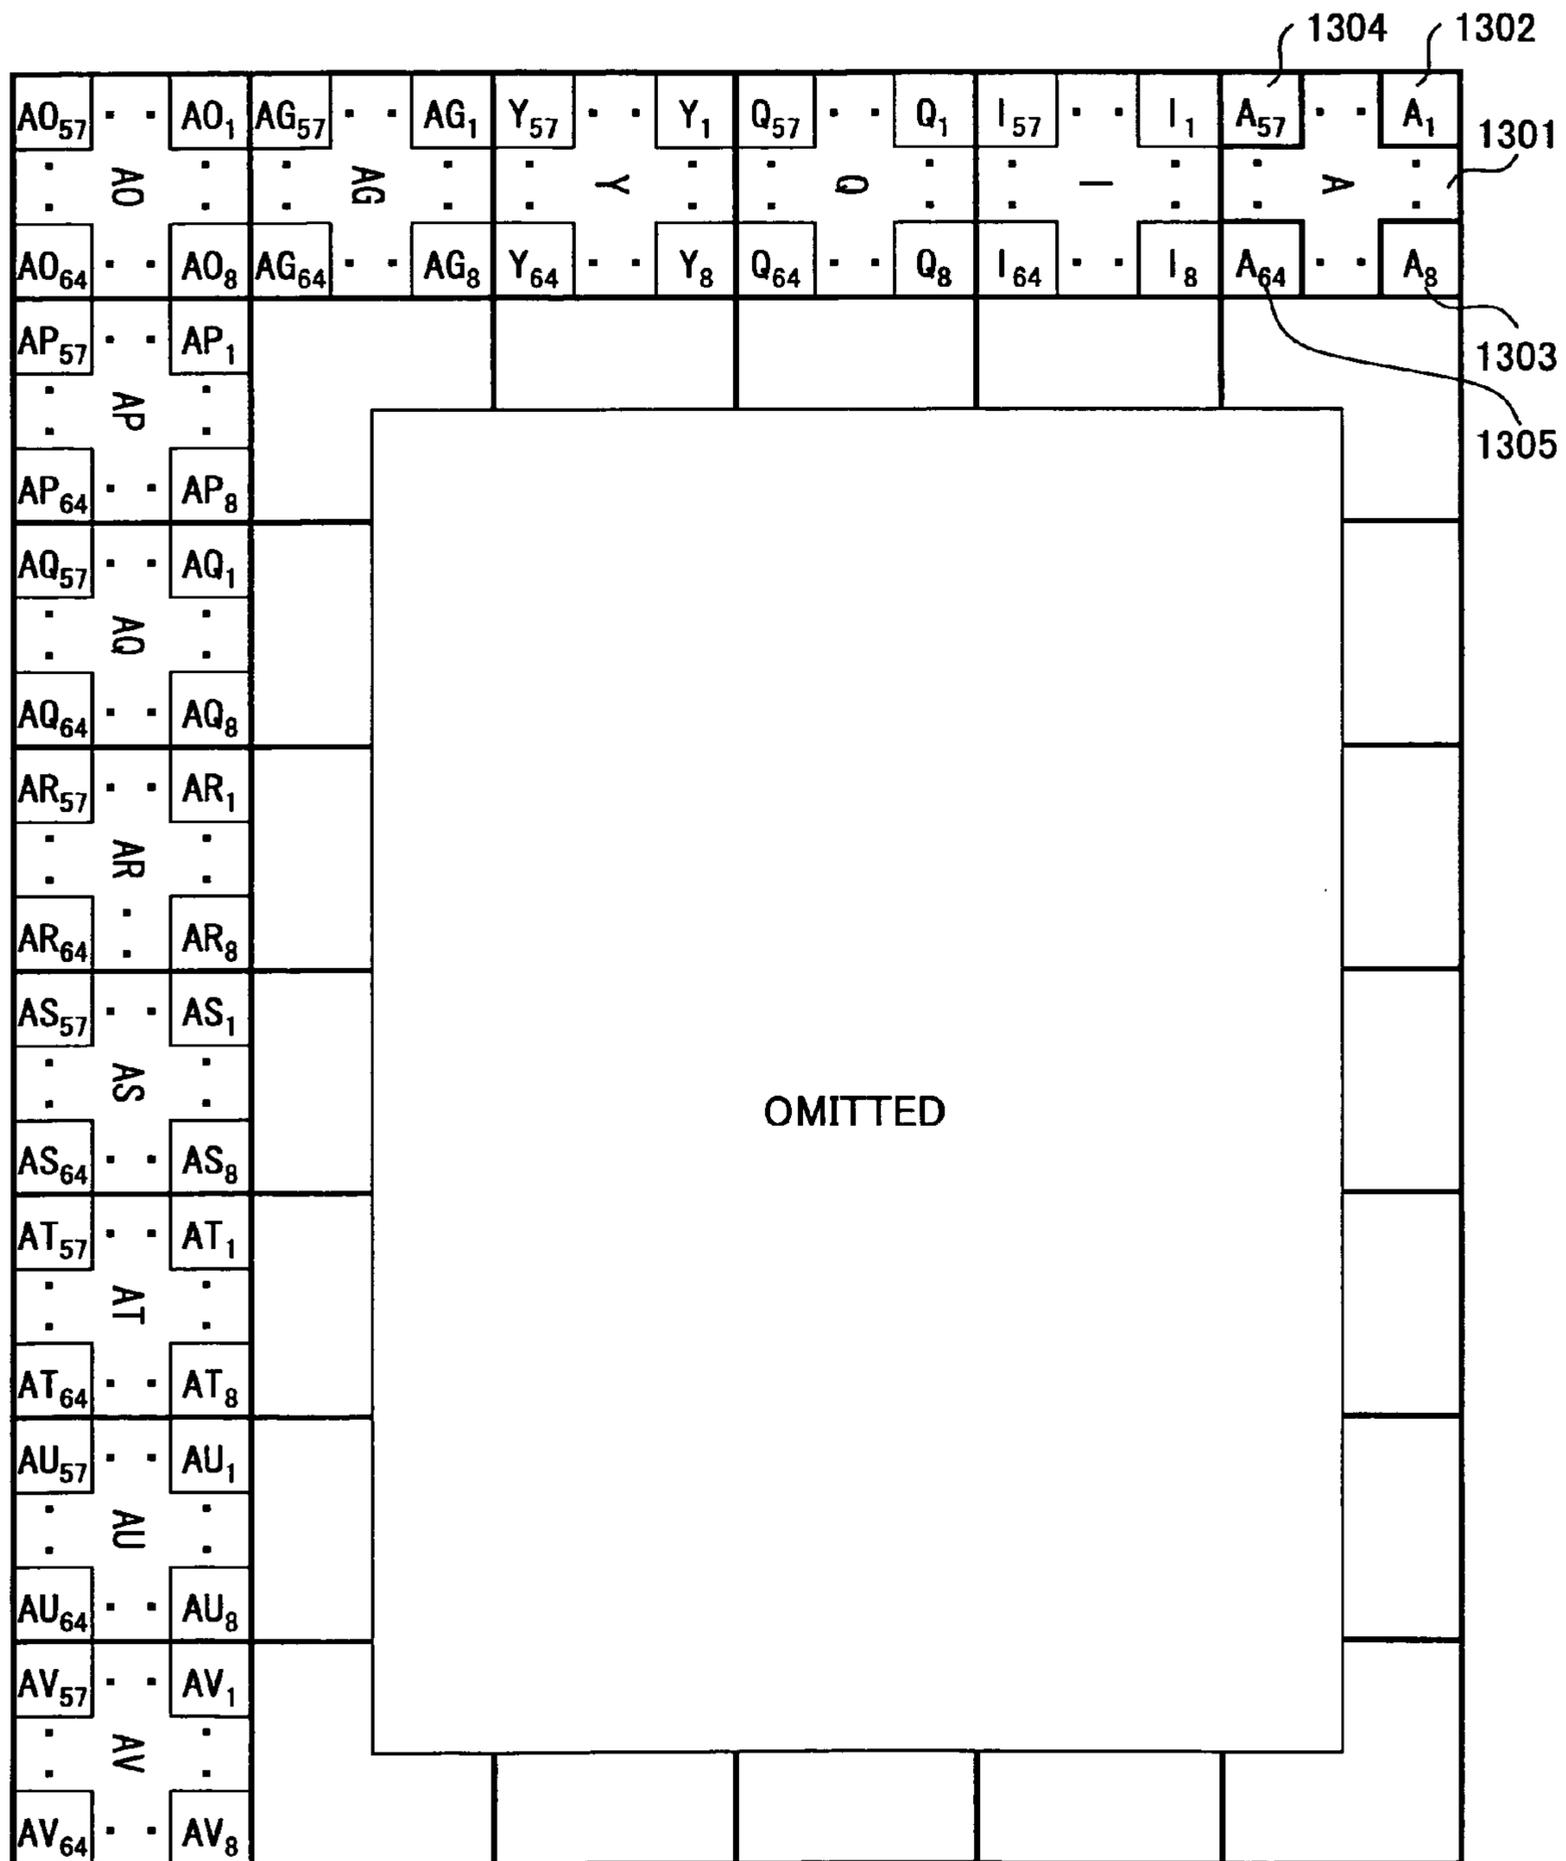 1304 1302
AO57 ・・ AO1 AG57 ・・ AG1 Y57 ・・ Y1 Q57 ・・ Q1 I57 ・・ I1 A57 ・・ A1
1301
AO AG Y Q I A
AO64 ・・ AO8 AG64 ・・ AG8 Y64 ・・ Y8 Q64 ・・ Q8 I64 ・・ I8 A64 ・・ A8
AP57 ・・ AP1
1303
AP
1305
AP64 ・・ AP8
AQ57 ・・ AQ1
AQ
AQ64 ・・ AQ8
AR57 ・・ AR1
AR
AR64 : AR8
AS57 ・・ AS1
AS
OMITTED
AS64 ・・ AS8
AT57 ・・ AT1
AT
AT64 ・・ AT8
AU57 ・・ AU1
AU
AU64 ・・ AU8
AV57 ・・ AV1
AV
AV64 ・・ AV8